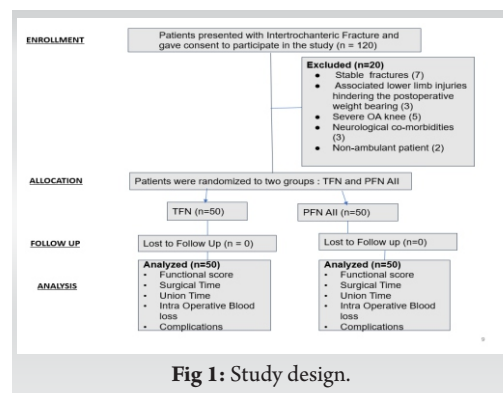 ENROLLMENT
Patients presented with Intertrochanteric Fracture and
gave consent to participate in the study (n = 120)
Excluded (n=20)
● Stable fractures (7)
● Associated lower limb injuries
hindering the postoperative
weight bearing (3)
● Severe OA knee (5)
● Neurological co-morbidities
(3)
● Non-ambulant patient (2)
ALLOCATION
Patients were randomized to two groups : TFN and PFN AII
TFN (n=50)
PFN AII (n=50)
FOLLOW UP
Lost to Follow Up (n = 0)
Lost to Follow up (n=0)
ANALYSIS
Analyzed (n=50)
• Functional score
• Surgical Time
• Union Time
• Intra Operative Blood
loss
• Complications
Analyzed (n=50)
• Functional score
• Surgical Time
• Union Time
• Intra Operative Blood
loss
• Complications
Fig 1: Study design.